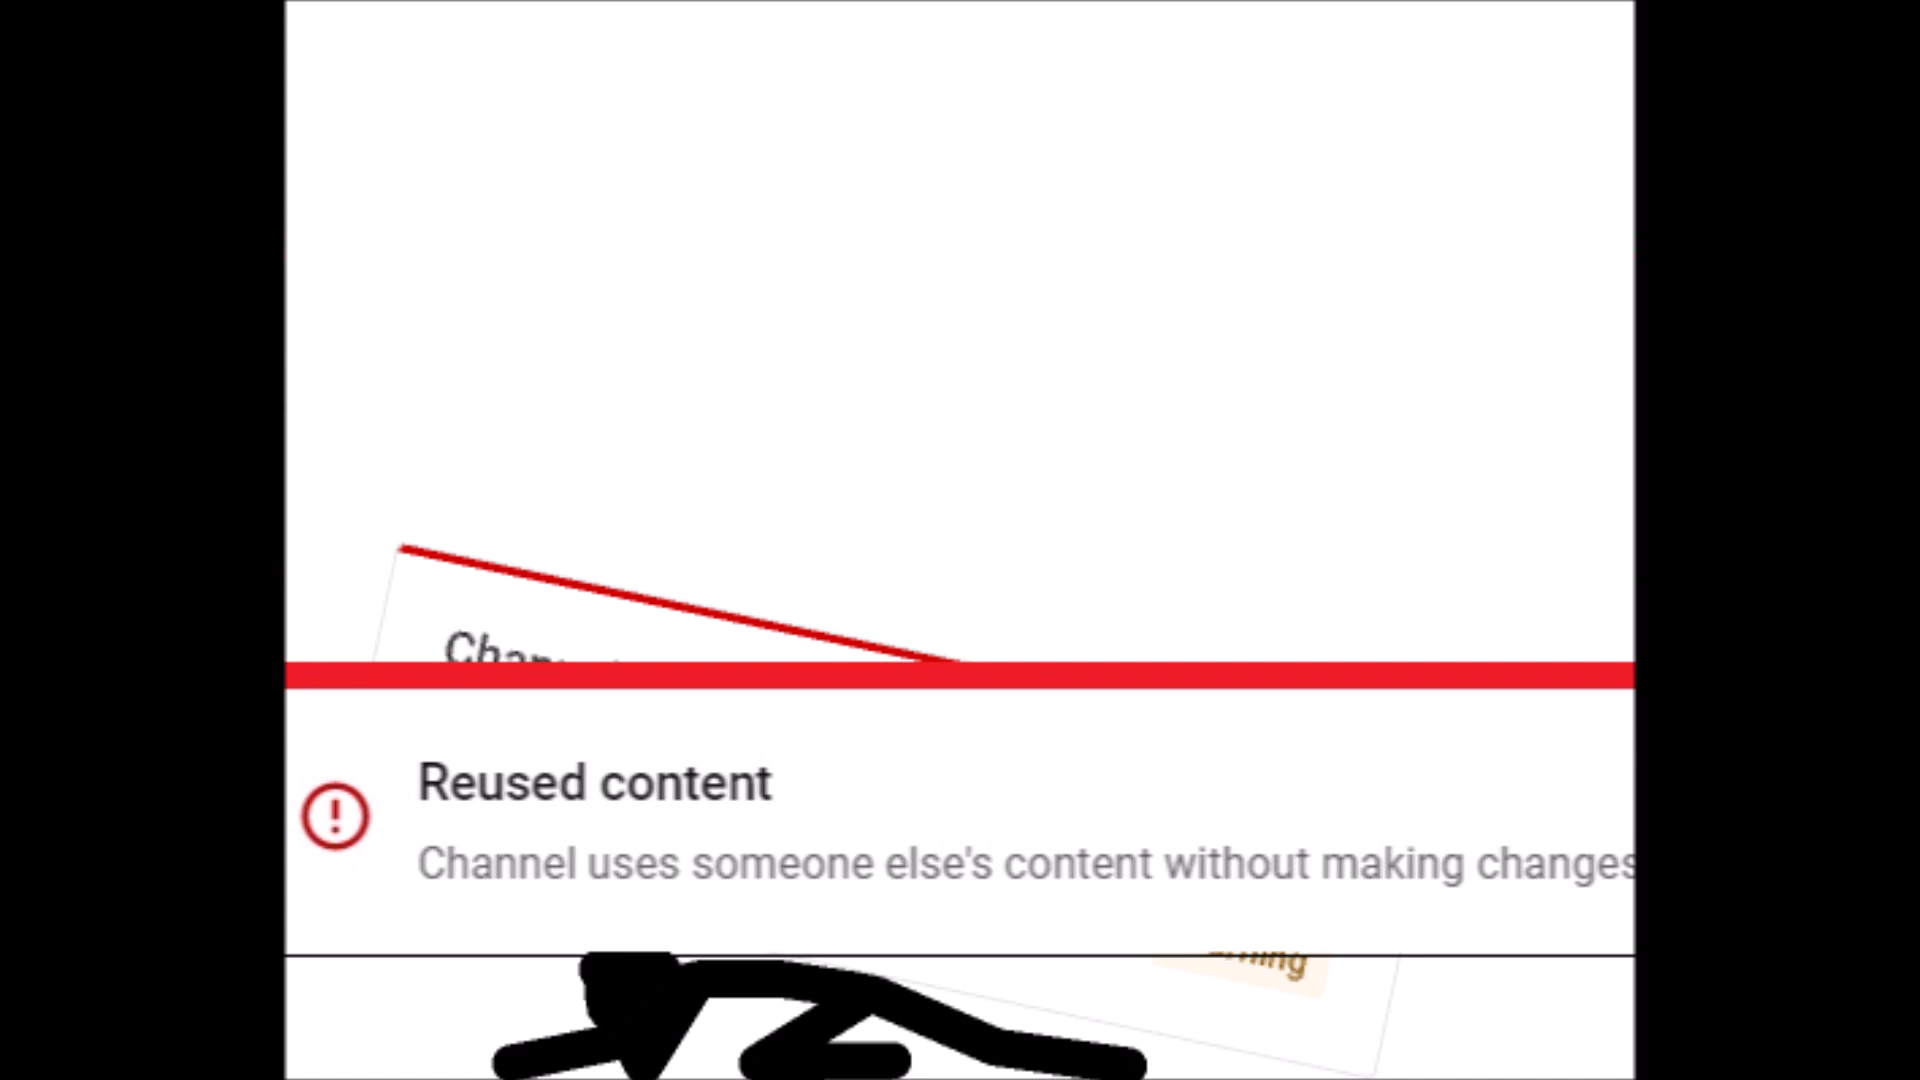 Reused content
Channel uses someone else's content without making changes